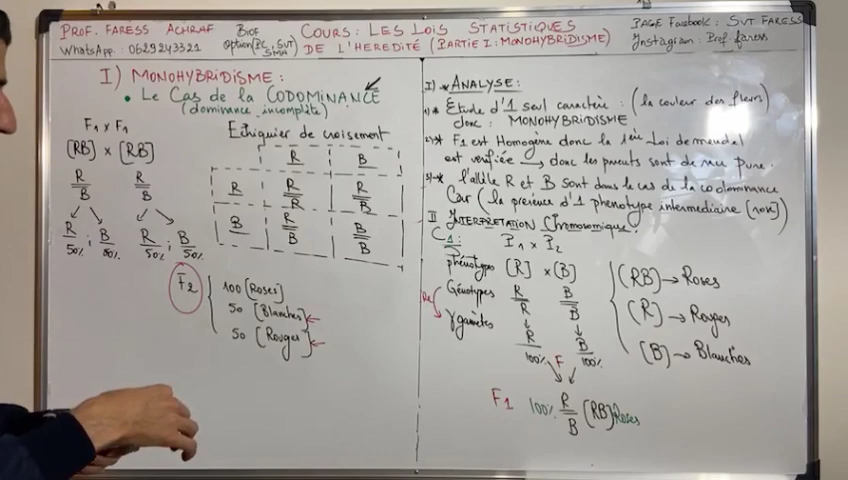 PROF. FARESS ACHRAF
WhatsApp: 0629243321
Biof
Option(PC, SVT
SMA)
COURS: LES LOIS STATISTIQUES
DE L'HEREDITÉ (PARTIE I: MONOHYBRIDISME)
PAGE Facebook: SVT FARESS
Instagram: Prof. faress
I) MONOHYBRIDISME:
• Le Cas de la CODOMINANCE
(dominance incomplète)
F1 x F1
[RB] x [RB]
R R
B B
R 50% ; B 50% R 50% ; B 50%
Echiquier de croisement
R B
R R/R R/B
B R/B B/B
F2
100 [Roses]
50 [Blanches]
50 [Rouges]
I) * ANALYSE:
1)* Etude d'1 seul caractère: (la couleur des fleurs)
donc: MONOHYBRIDISME
2)* F1 est Homogène donc la 1ère Loi de mendel
est vérifiée → donc les parents sont de race pure.
3)* l'allèle R et B sont dans le cas de la codominance
Car (la présence d'1 phenotype intermédiaire [rose])
II INTERPRETATION Chromosomique:
C1: P1 x P2
phénotypes [R] x [B]
Génotypes R/R B/B
γ gamètes R 100% B 100%
F
F1 100% R/B [RB] Roses
[RB] → Roses
[R] → Rouges
[B] → Blanches